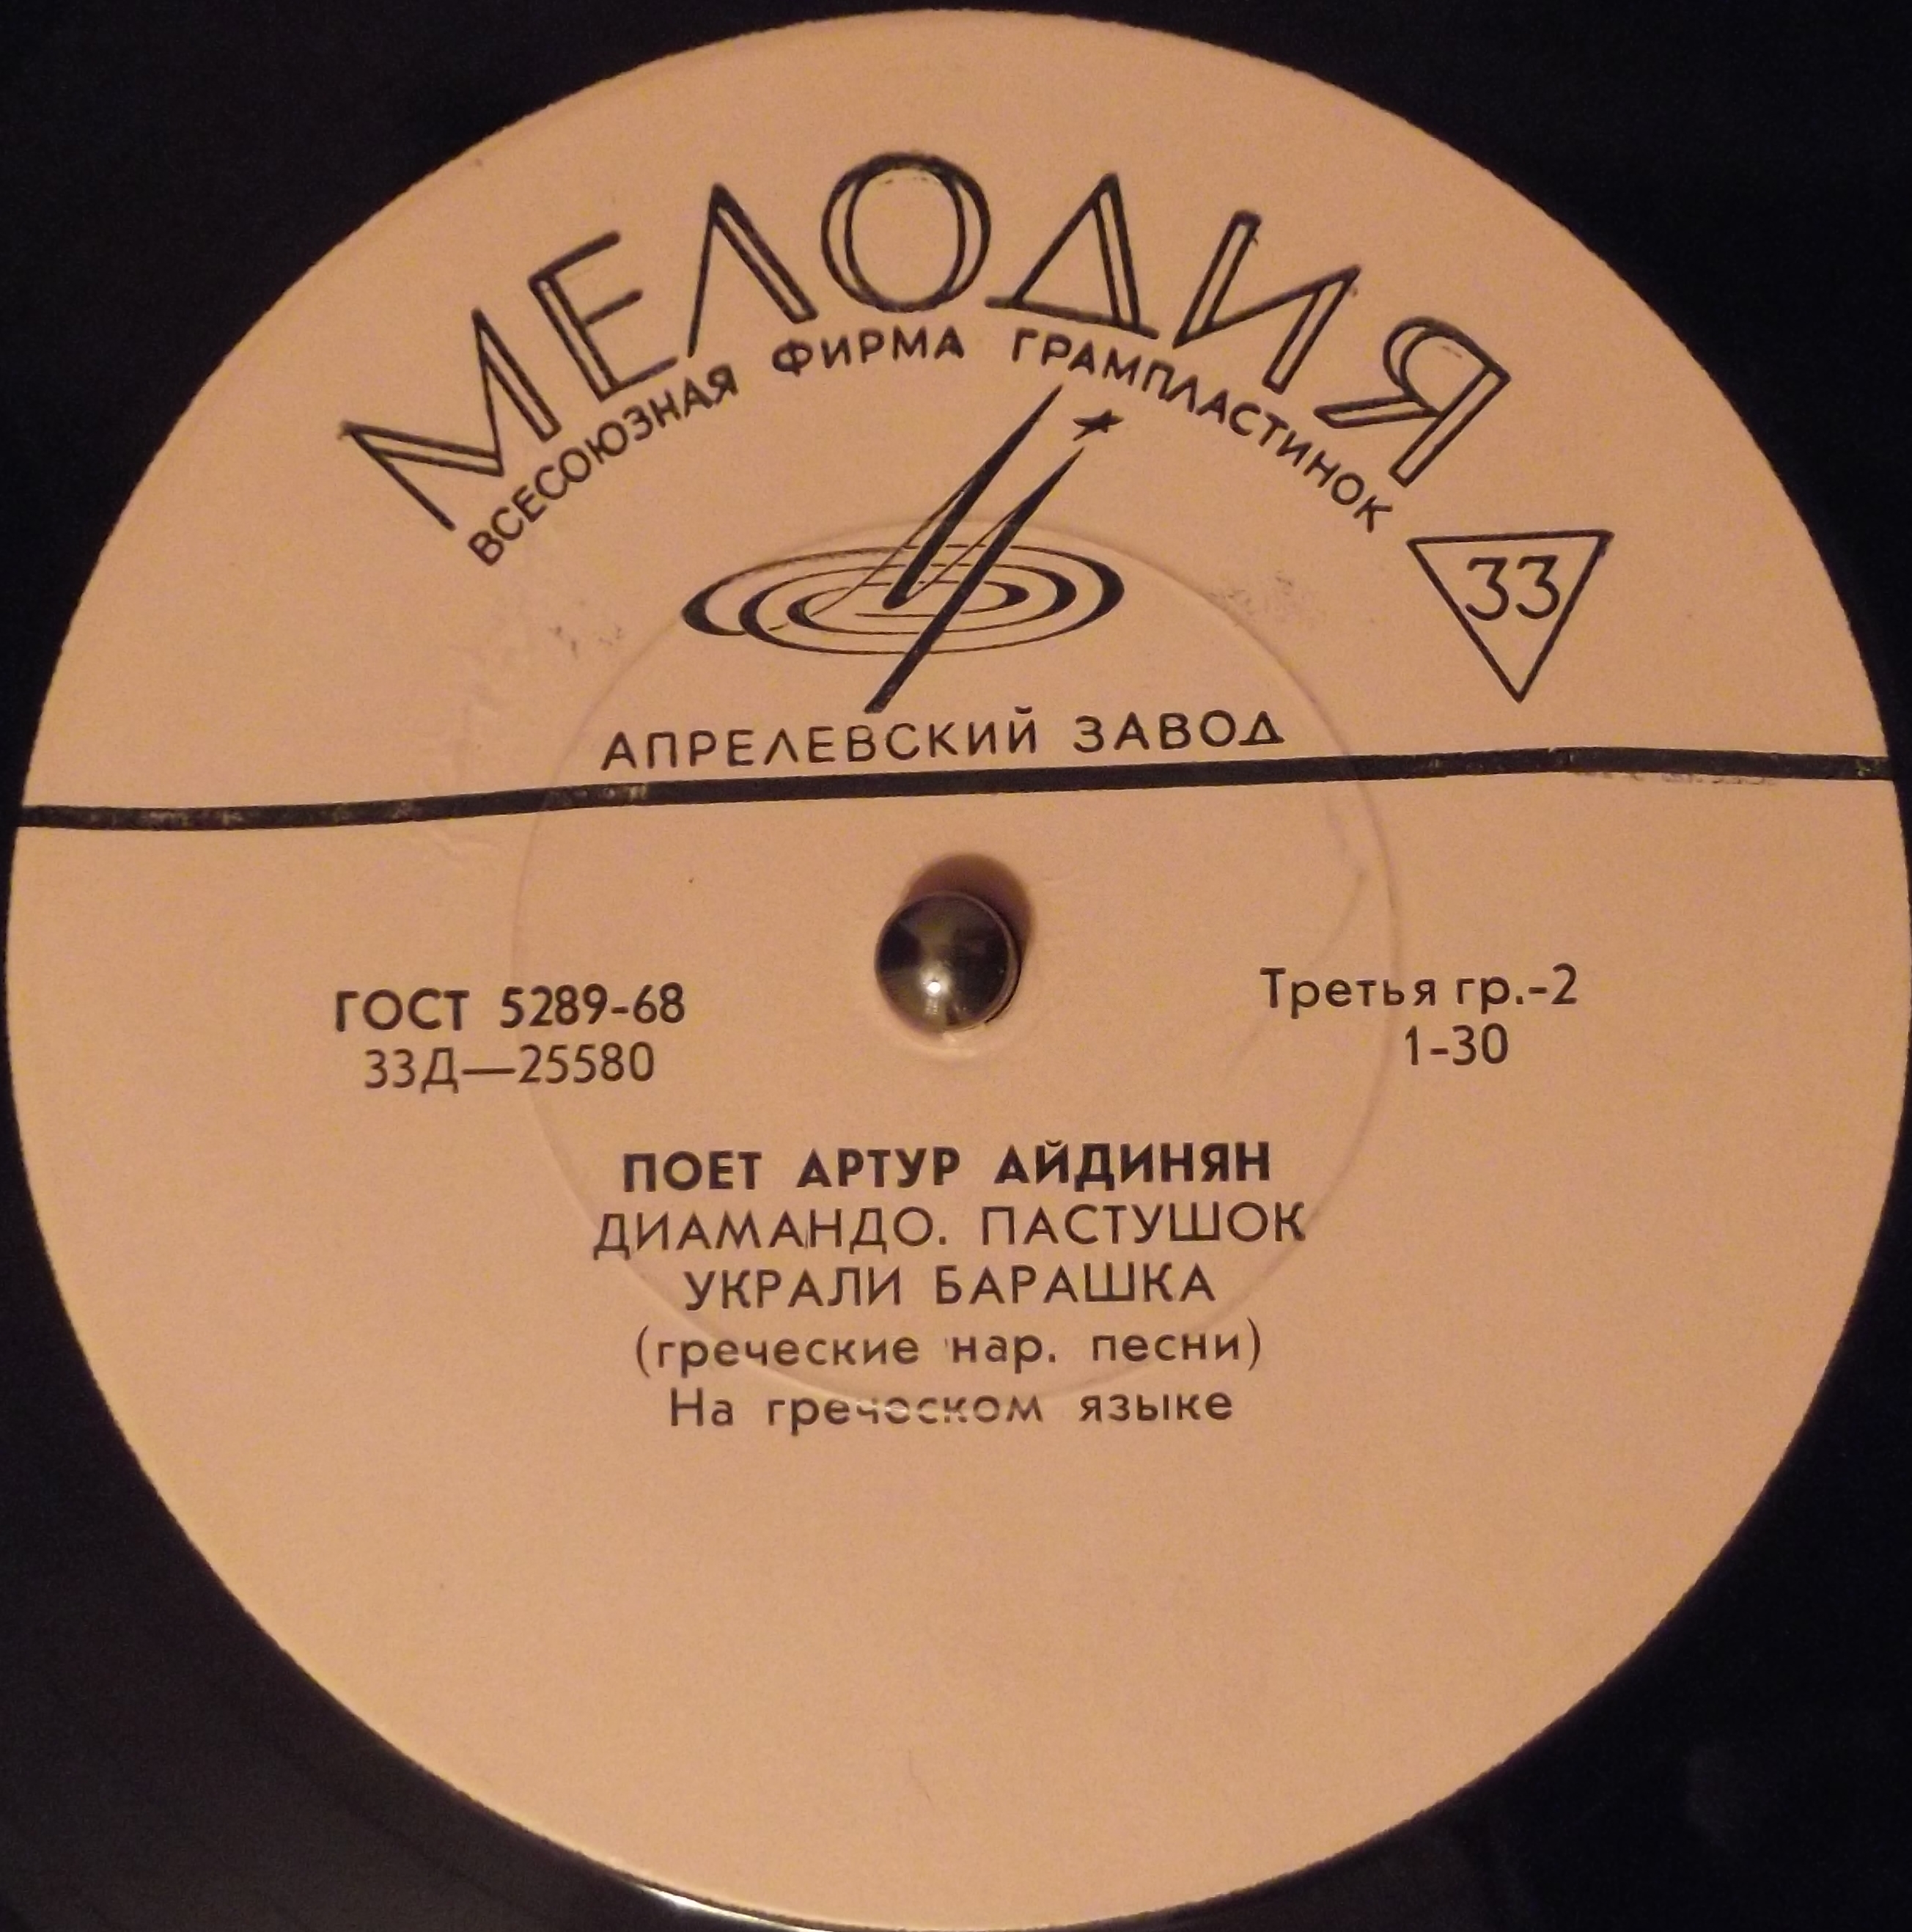 МЕЛОДИЯ
ВСЕСОЮЗНАЯ ФИРМА ГРАМПЛАСТИНОК
33
АПРЕЛЕВСКИЙ ЗАВОД
ГОСТ 5289-68
33Д—25580
Третья гр.-2
1-30
ПОЕТ АРТУР АЙДИНЯН
ДИАМАНДО. ПАСТУШОК
УКРАЛИ БАРАШКА
(греческие нар. песни)
На греческом языке